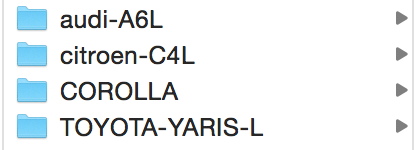 audi-A6L
citroen-C4L
COROLLA
TOYOTA-YARIS-L